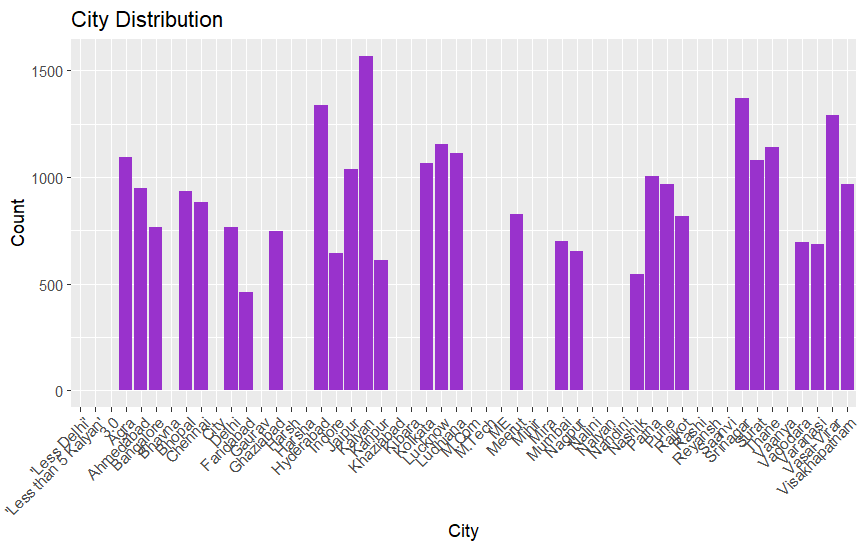 City Distribution
1500
1000
500
0
Count
'Less Delhi'
'Less than 5 Kalyan'
3.0
Agra
Ahmedabad
Bangalore
Bhavna
Bhopal
Chennai
City
Delhi
Faridabad
Gaurav
Ghaziabad
Harsh
Harsha
Hyderabad
Indore
Jaipur
Kalyan
Kanpur
Khaziabad
Kibara
Kolkata
Lucknow
Ludhiana
M.Com
M.Tech
ME
Meerut
Mihir
Mira
Mumbai
Nagpur
Nalini
Nalyan
Nandini
Nashik
Patna
Pune
Rajkot
Rashi
Reyansh
Saanvi
Srinagar
Surat
Thane
Vaanya
Vadodara
Varanasi
Vasai-Virar
Visakhapatnam
City